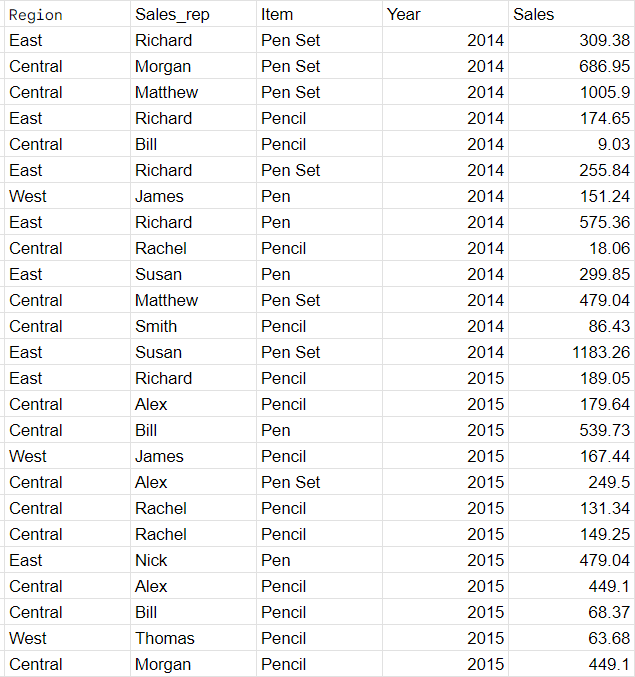 Region Sales_rep Item Year Sales
East Richard Pen Set 2014 309.38
Central Morgan Pen Set 2014 686.95
Central Matthew Pen Set 2014 1005.9
East Richard Pencil 2014 174.65
Central Bill Pencil 2014 9.03
East Richard Pen Set 2014 255.84
West James Pen 2014 151.24
East Richard Pen 2014 575.36
Central Rachel Pencil 2014 18.06
East Susan Pen 2014 299.85
Central Matthew Pen Set 2014 479.04
Central Smith Pencil 2014 86.43
East Susan Pen Set 2014 1183.26
East Richard Pencil 2015 189.05
Central Alex Pencil 2015 179.64
Central Bill Pen 2015 539.73
West James Pencil 2015 167.44
Central Alex Pen Set 2015 249.5
Central Rachel Pencil 2015 131.34
Central Rachel Pencil 2015 149.25
East Nick Pen 2015 479.04
Central Alex Pencil 2015 449.1
Central Bill Pencil 2015 68.37
West Thomas Pencil 2015 63.68
Central Morgan Pencil 2015 449.1